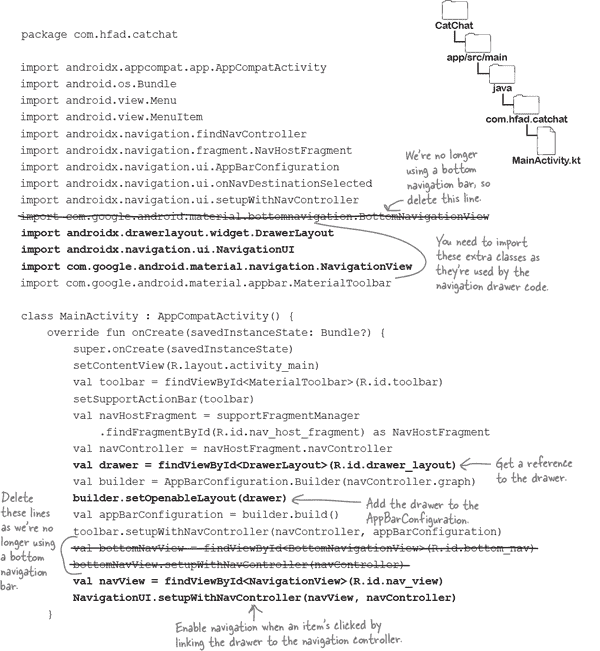 package com.hfad.catchat
import androidx.appcompat.app.AppCompatActivity
import android.os.Bundle
import android.view.Menu
import android.view.MenuItem
import androidx.navigation.findNavController
import androidx.navigation.fragment.NavHostFragment
import androidx.navigation.ui.AppBarConfiguration
import androidx.navigation.ui.onNavDestinationSelected
import androidx.navigation.ui.setupWithNavController
import com.google.android.material.bottomnavigation.BottomNavigationView
import androidx.drawerlayout.widget.DrawerLayout
import androidx.navigation.ui.NavigationUI
import com.google.android.material.navigation.NavigationView
import com.google.android.material.appbar.MaterialToolbar
CatChat
app/src/main
java
com.hfad.catchat
MainActivity.kt
We're no longer
using a bottom
navigation bar, so
delete this line.
You need to import
these extra classes as
they're used by the
navigation drawer code.
class MainActivity : AppCompatActivity() {
override fun onCreate(savedInstanceState: Bundle?) {
super.onCreate(savedInstanceState)
setContentView(R.layout.activity_main)
val toolbar = findViewById<MaterialToolbar>(R.id.toolbar)
setSupportActionBar(toolbar)
val navHostFragment = supportFragmentManager
.findFragmentById(R.id.nav_host_fragment) as NavHostFragment
val navController = navHostFragment.navController
val drawer = findViewById<DrawerLayout>(R.id.drawer_layout)
val builder = AppBarConfiguration.Builder(navController.graph)
builder.setOpenableLayout(drawer)
val appBarConfiguration = builder.build()
toolbar.setupWithNavController(navController, appBarConfiguration)
val bottomNavView = findViewById<BottomNavigationView>(R.id.bottom_nav)
bottomNavView.setupWithNavController(navController)
val navView = findViewById<NavigationView>(R.id.nav_view)
NavigationUI.setupWithNavController(navView, navController)
}
Get a reference
to the drawer.
Add the drawer to the
AppBarConfiguration.
Delete
these lines
as we're no
longer using
a bottom
navigation
bar.
Enable navigation when an item's clicked by
linking the drawer to the navigation controller.